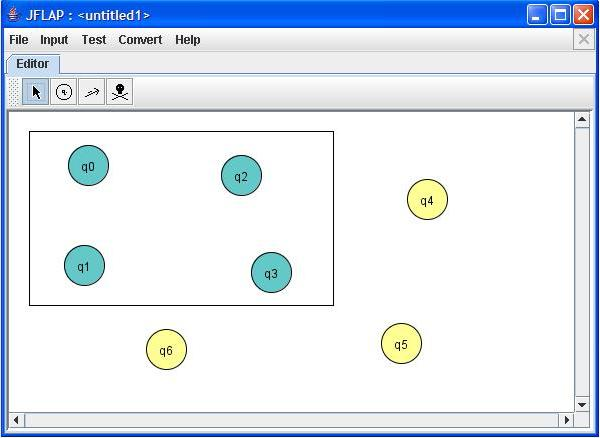 JFLAP : <untitled1>
File Input Test Convert Help
Editor
q
q0
q2
q4
q1
q3
q6
q5